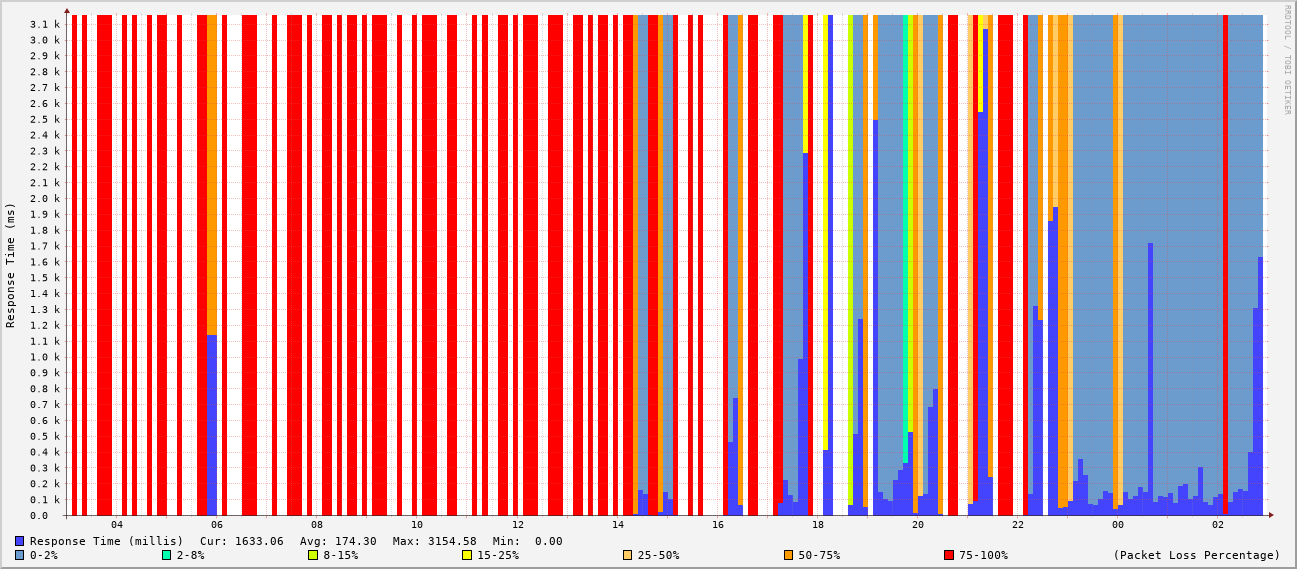 RRDTOOL / TOBI OETIKER
Response Time (ms)
3.1 k
3.0 k
2.9 k
2.8 k
2.7 k
2.6 k
2.5 k
2.4 k
2.3 k
2.2 k
2.1 k
2.0 k
1.9 k
1.8 k
1.7 k
1.6 k
1.5 k
1.4 k
1.3 k
1.2 k
1.1 k
1.0 k
0.9 k
0.8 k
0.7 k
0.6 k
0.5 k
0.4 k
0.3 k
0.2 k
0.1 k
0.0
04 06 08 10 12 14 16 18 20 22 00 02
Response Time (millis) Cur: 1633.06 Avg: 174.30 Max: 3154.58 Min: 0.00
0-2% 2-8% 8-15% 15-25% 25-50% 50-75% 75-100% (Packet Loss Percentage)